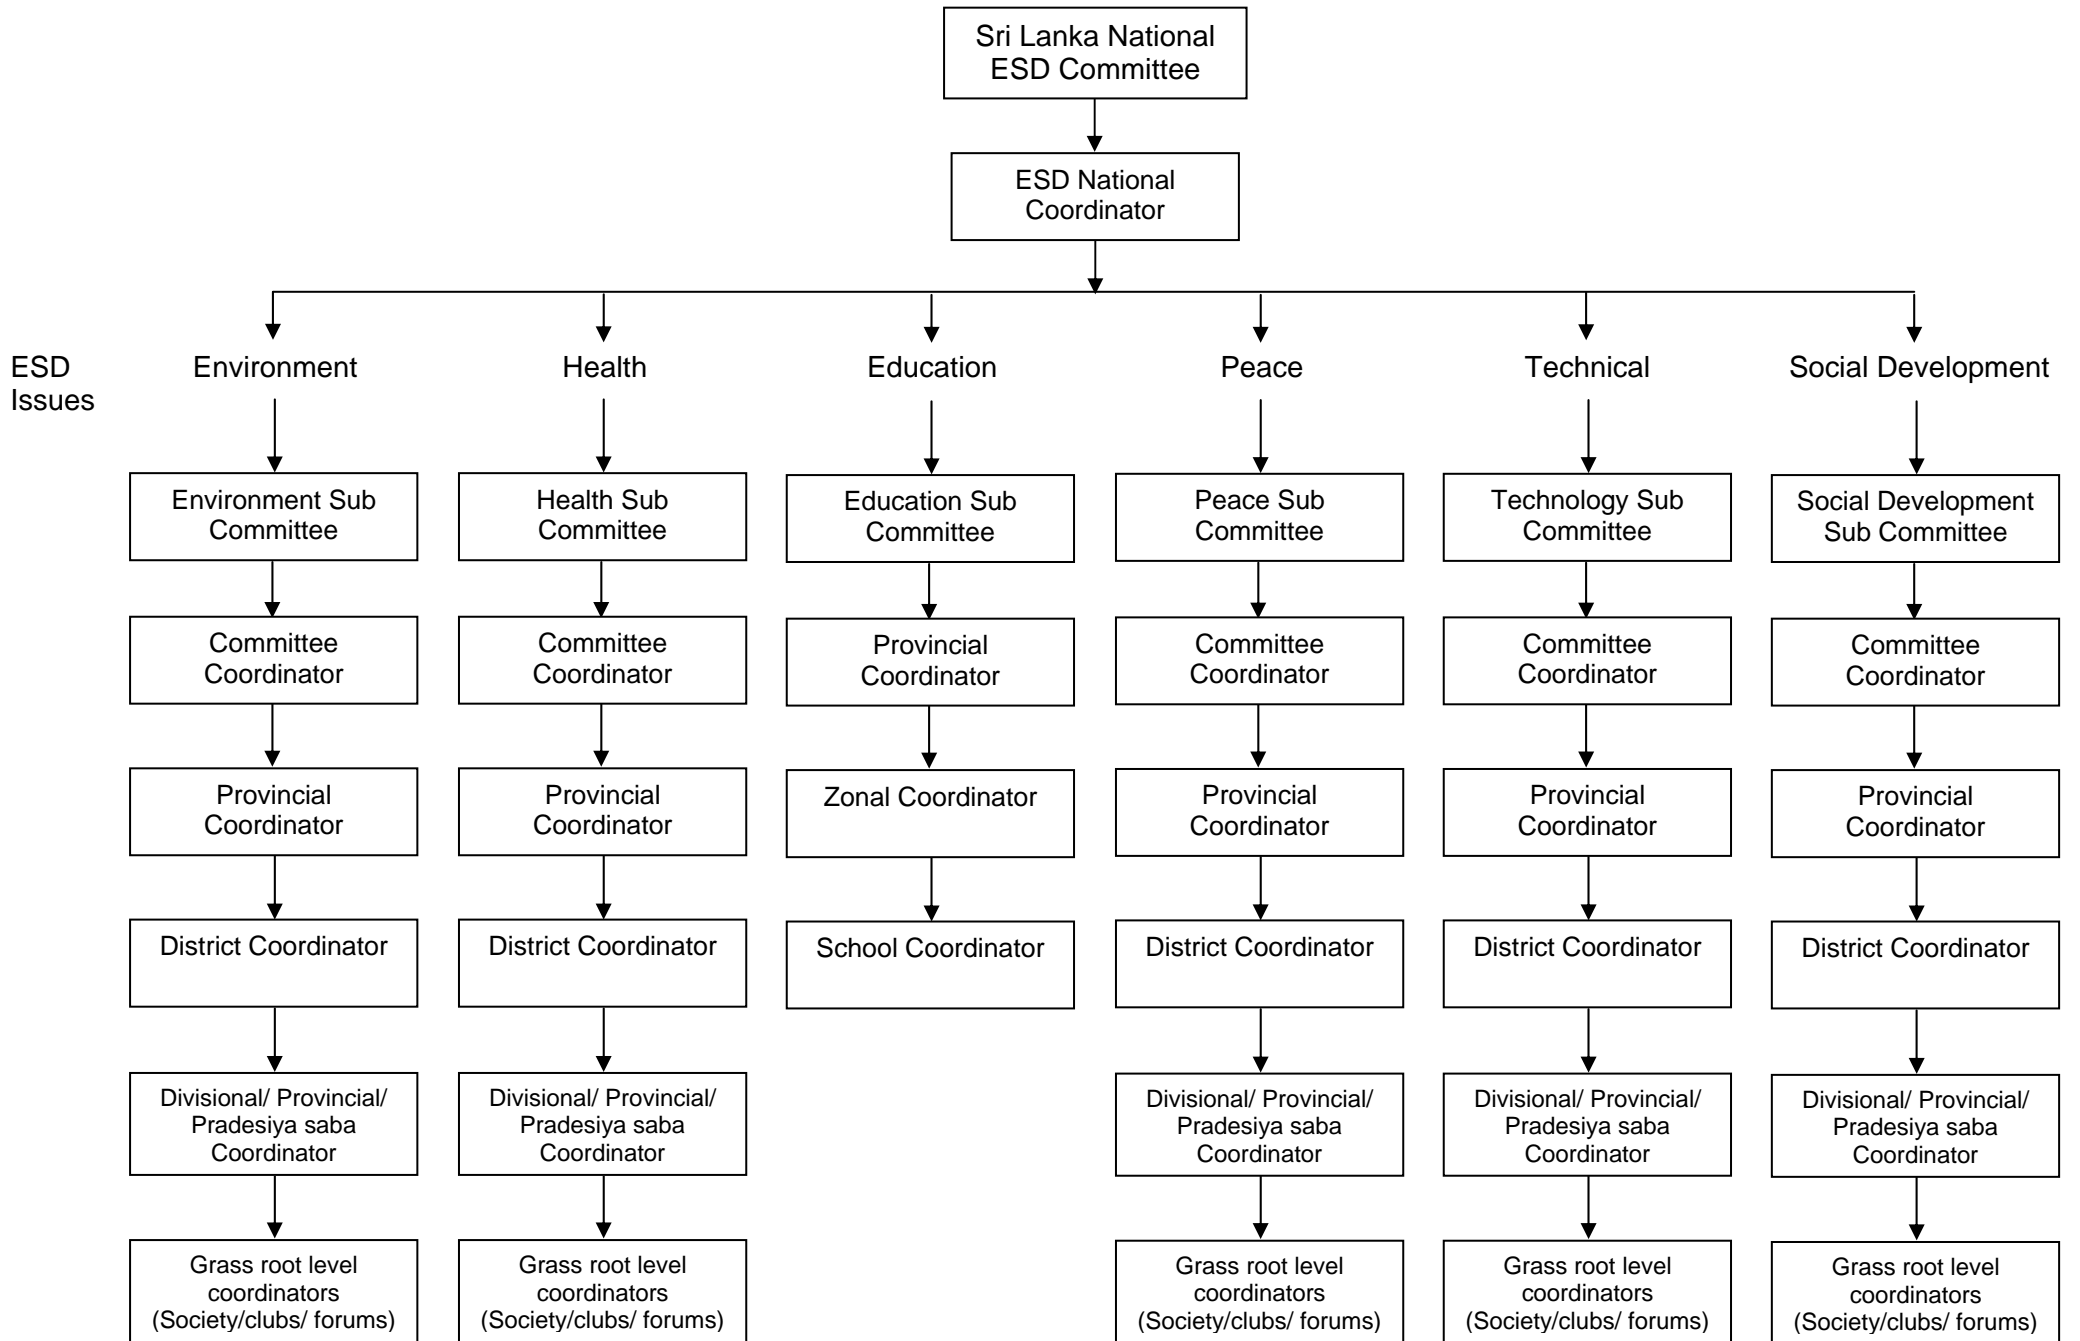 Sri Lanka National
ESD Committee
ESD National
Coordinator
ESD
Issues
Environment
Health
Education
Peace
Technical
Social Development
Environment Sub
Committee
Health Sub
Committee
Education Sub
Committee
Peace Sub
Committee
Technology Sub
Committee
Social Development
Sub Committee
Committee
Coordinator
Committee
Coordinator
Provincial
Coordinator
Committee
Coordinator
Committee
Coordinator
Committee
Coordinator
Provincial
Coordinator
Provincial
Coordinator
Zonal Coordinator
Provincial
Coordinator
Provincial
Coordinator
Provincial
Coordinator
District Coordinator
District Coordinator
School Coordinator
District Coordinator
District Coordinator
District Coordinator
Divisional/ Provincial/
Pradesiya saba
Coordinator
Divisional/ Provincial/
Pradesiya saba
Coordinator
Divisional/ Provincial/
Pradesiya saba
Coordinator
Divisional/ Provincial/
Pradesiya saba
Coordinator
Divisional/ Provincial/
Pradesiya saba
Coordinator
Grass root level
coordinators
(Society/clubs/ forums)
Grass root level
coordinators
(Society/clubs/ forums)
Grass root level
coordinators
(Society/clubs/ forums)
Grass root level
coordinators
(Society/clubs/ forums)
Grass root level
coordinators
(Society/clubs/ forums)